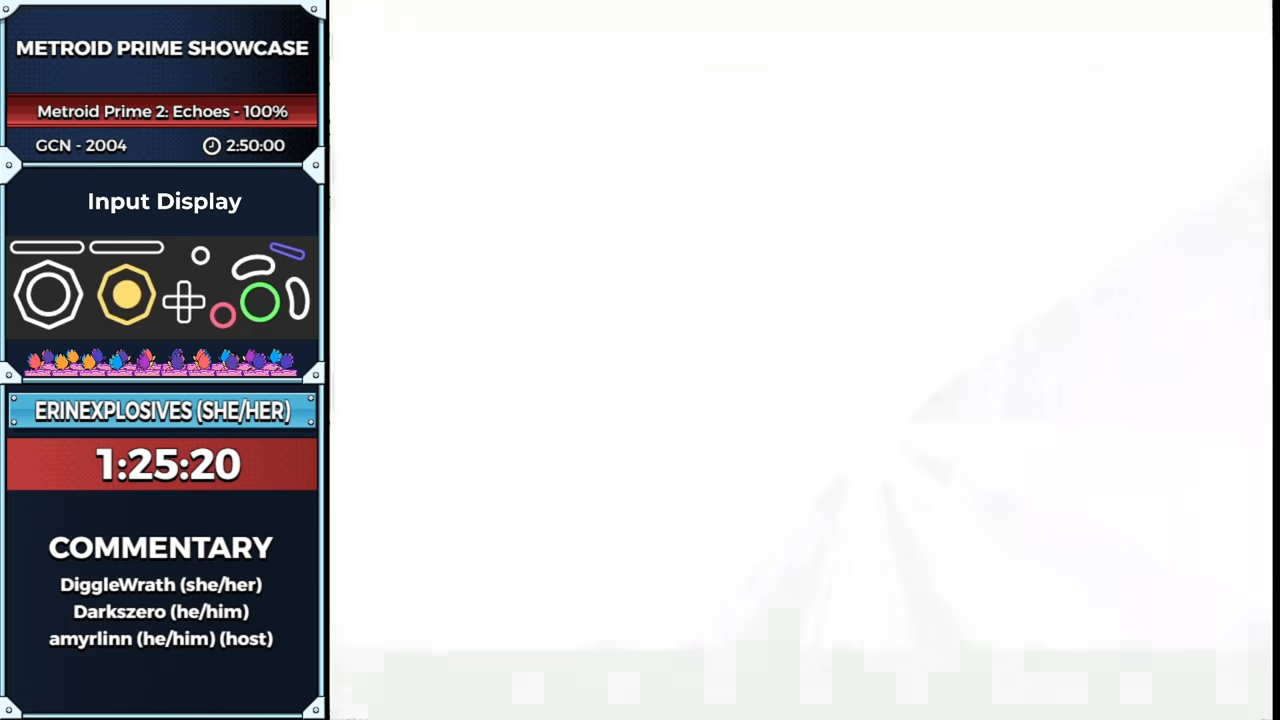 METROID PRIME SHOWCASE
Metroid Prime 2: Echoes - 100%
GCN - 2004
2:50:00
Input Display
ERINEXPLOSIVES (SHE/HER)
1:25:20
COMMENTARY
DiggleWrath (she/her)
Darkszero (he/him)
amyrlinn (he/him) (host)